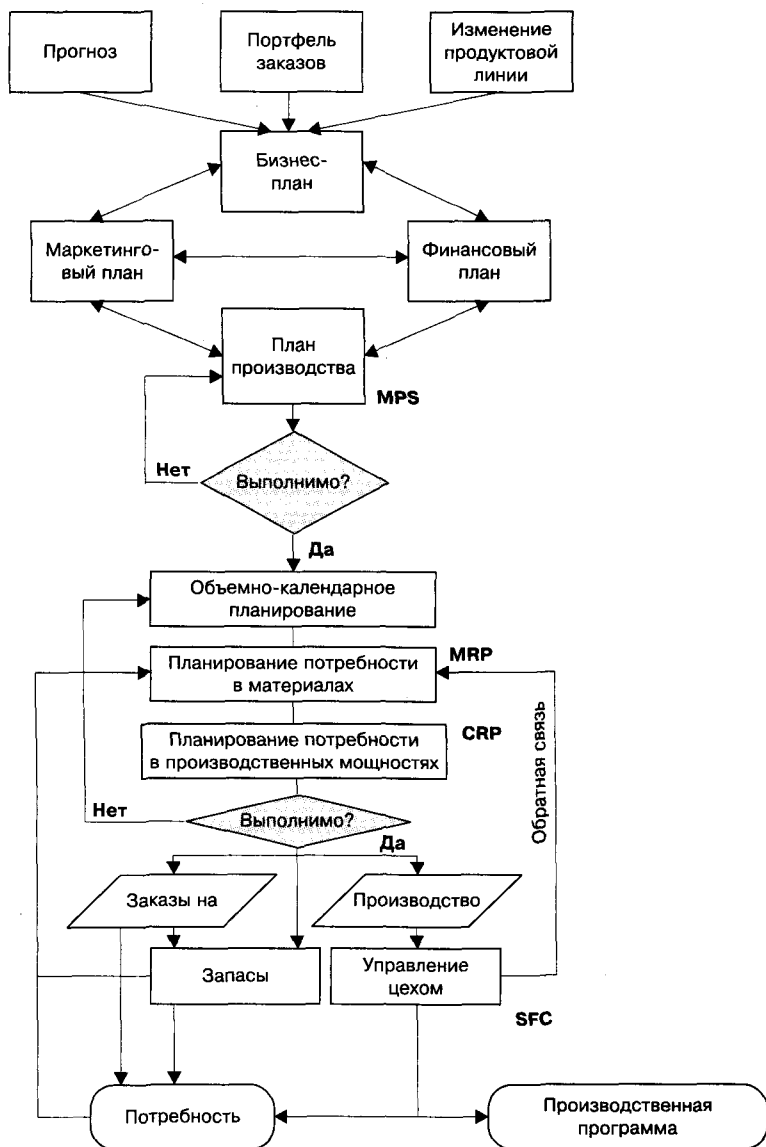 Прогноз
Портфель
заказов
Изменение
продуктовой
линии
Бизнес-
план
Маркетинго-
вый план
Финансовый
план
План
производства
MPS
Нет
Выполнимо?
Да
Объемно-календарное
планирование
Планирование потребности
в материалах
MRP
Планирование потребности
в производственных мощностях
CRP
Обратная связь
Нет
Выполнимо?
Да
Заказы на
Производство
Запасы
Управление
цехом
SFC
Потребность
Производственная
программа